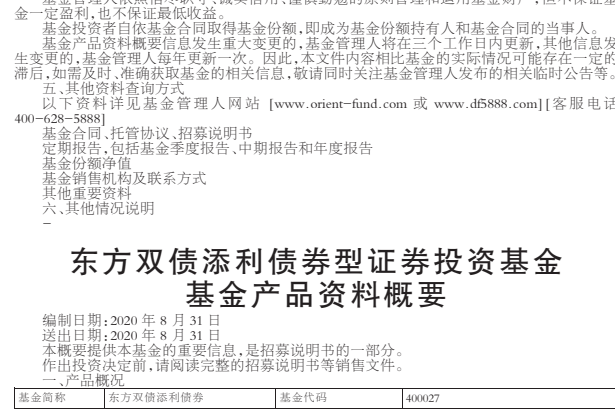 金一定盈利,也不保证最低收益。
基金投资者自依基金合同取得基金份额,即成为基金份额持有人和基金合同的当事人。
基金产品资料概要信息发生重大变更的,基金管理人将在三个工作日内更新,其他信息发
生变更的,基金管理人每年更新一次。因此,本文件内容相比基金的实际情况可能存在一定的
滞后,如需及时、准确获取基金的相关信息,敬请同时关注基金管理人发布的相关临时公告等。
五、其他资料查询方式
以下资料详见基金管理人网站 [www.orient-fund.com 或 www.df5888.com][客服电话
400-628-5888]
基金合同、托管协议、招募说明书
定期报告,包括基金季度报告、中期报告和年度报告
基金份额净值
基金销售机构及联系方式
其他重要资料
六、其他情况说明
-
东方双债添利债券型证券投资基金
基金产品资料概要
编制日期:2020 年 8 月 31 日
送出日期:2020 年 8 月 31 日
本概要提供本基金的重要信息,是招募说明书的一部分。
作出投资决定前,请阅读完整的招募说明书等销售文件。
一、产品概况
基金简称 东方双债添利债券 基金代码 400027